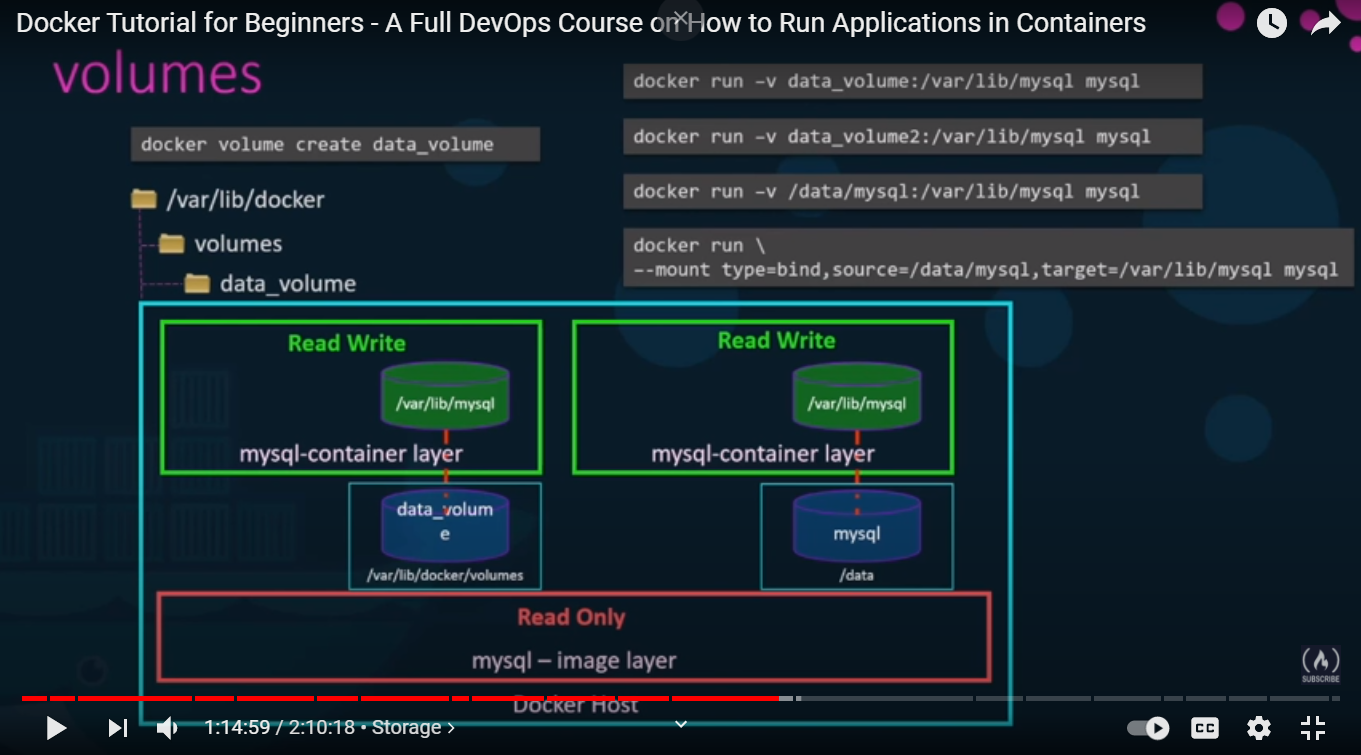 Docker Tutorial for Beginners - A Full DevOps Course on How to Run Applications in Containers
volumes
docker volume create data_volume
/var/lib/docker
volumes
data_volume
docker run -v data_volume:/var/lib/mysql mysql
docker run -v data_volume2:/var/lib/mysql mysql
docker run -v /data/mysql:/var/lib/mysql mysql
docker run \
--mount type=bind,source=/data/mysql,target=/var/lib/mysql mysql
Read Write
/var/lib/mysql
mysql-container layer
data_volum
e
/var/lib/docker/volumes
Read Write
/var/lib/mysql
mysql-container layer
mysql
/data
Read Only
mysql – image layer
Docker Host
SUBSCRIBE
1:14:59 / 2:10:18 • Storage
CC